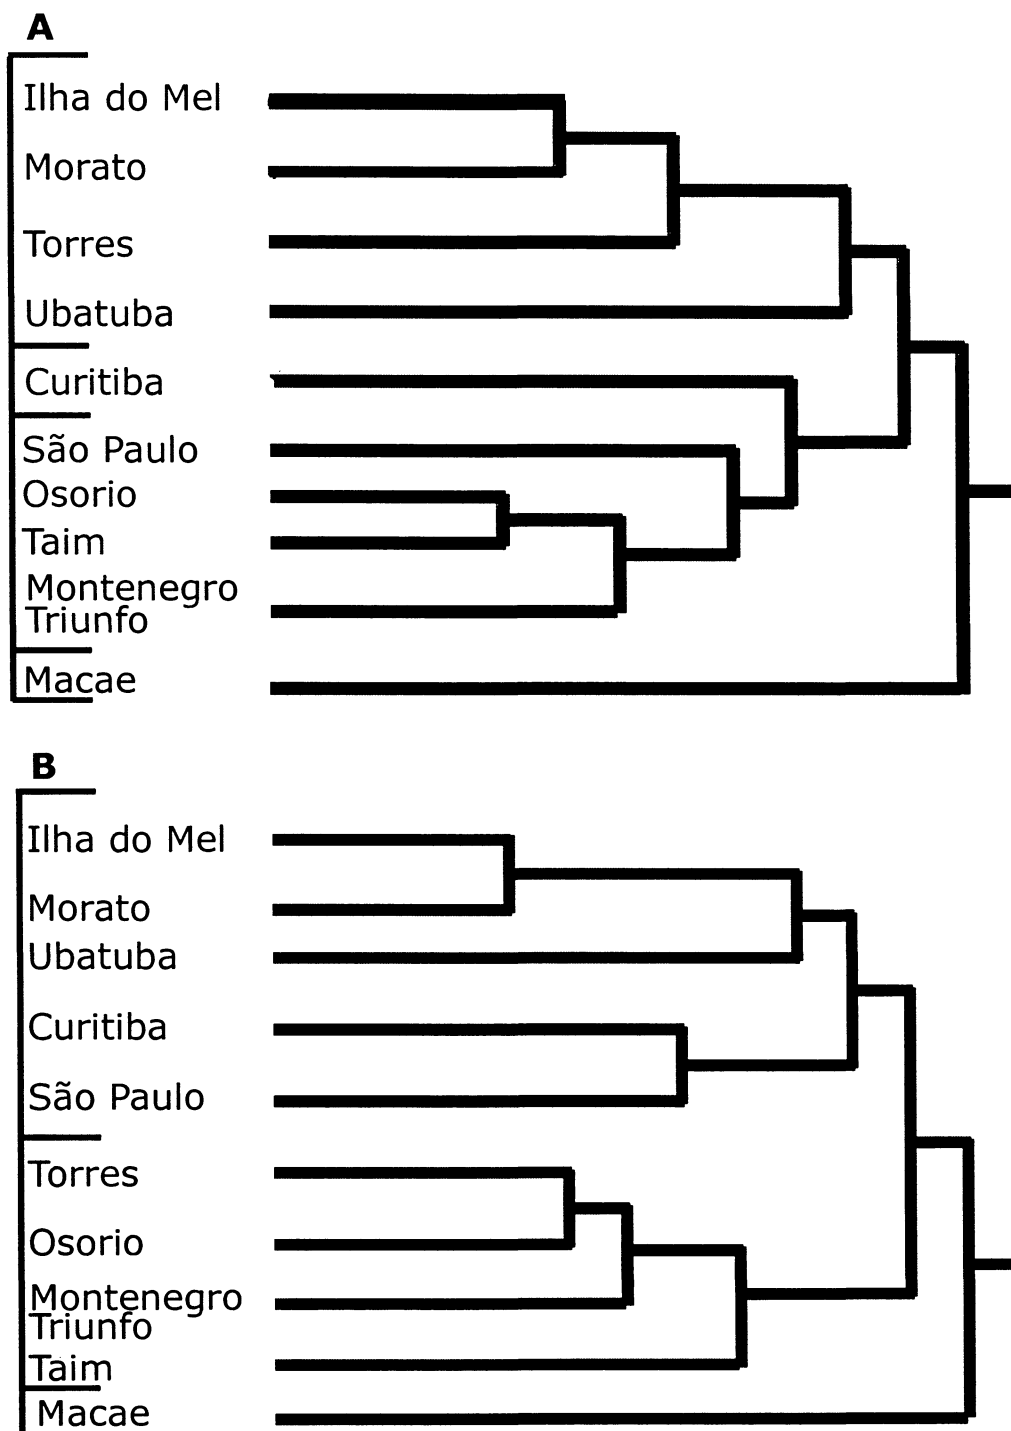 A
Ilha do Mel
Morato
Torres
Ubatuba
Curitiba
São Paulo
Osorio
Taim
Montenegro
Triunfo
Macae
B
Ilha do Mel
Morato
Ubatuba
Curitiba
São Paulo
Torres
Osorio
Montenegro
Triunfo
Taim
Macae